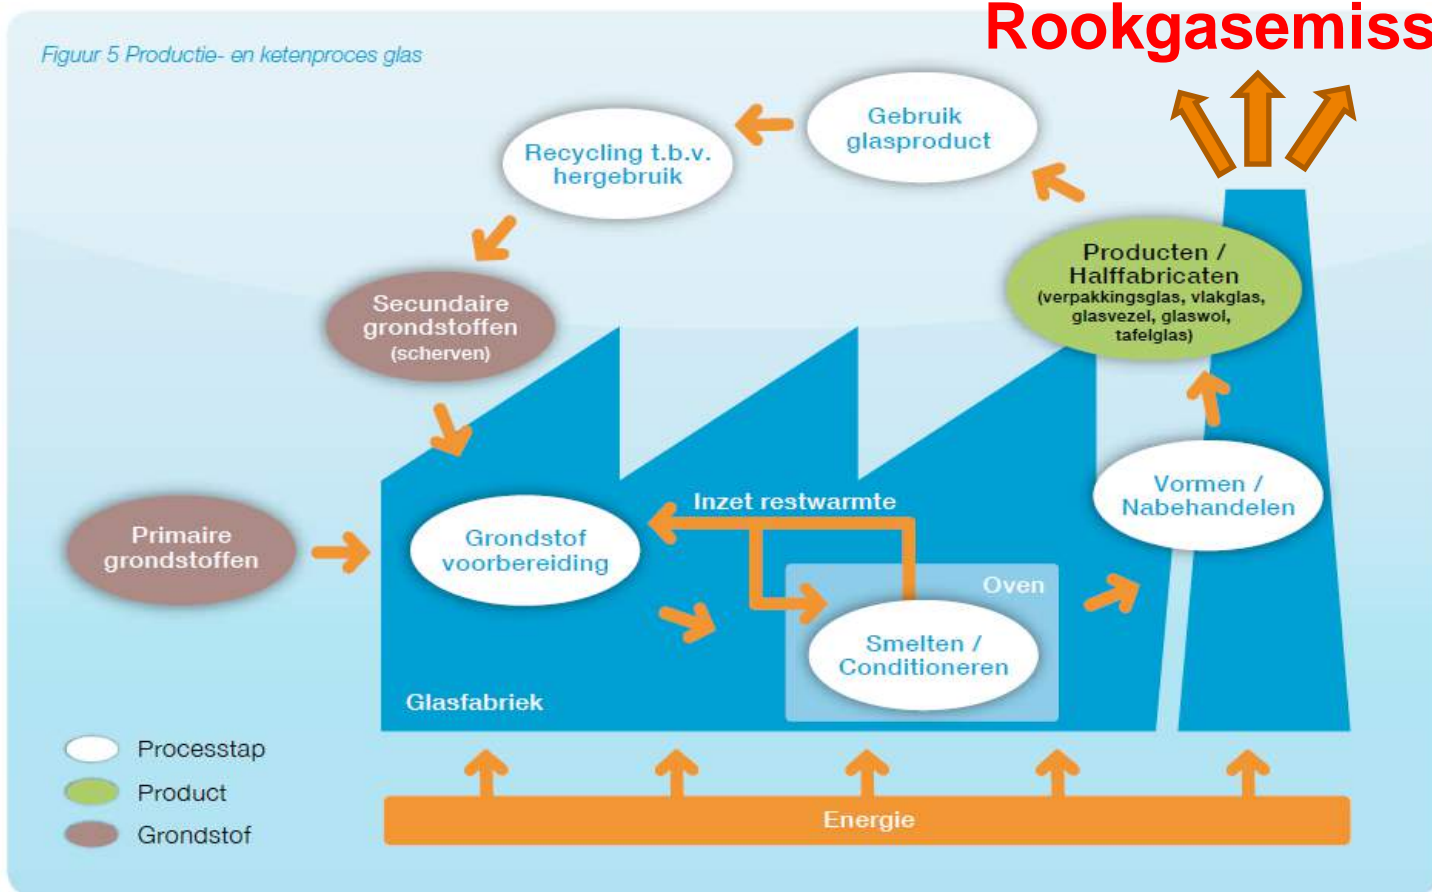 Rookgasemiss
Figuur 5 Productie- en ketenproces glas
Gebruik
glasproduct
Recycling t.b.v.
hergebruik
Producten /
Halffabricaten
(verpakkingsglas, vlakglas,
glasvezel, glaswol,
tafelglas)
Secundaire
grondstoffen
(scherven)
Vormen /
Nabehandelen
Inzet restwarmte
Primaire
grondstoffen
Grondstof
voorbereiding
Oven
Smelten /
Conditioneren
Glasfabriek
Processtap
Product
Grondstof
Energie